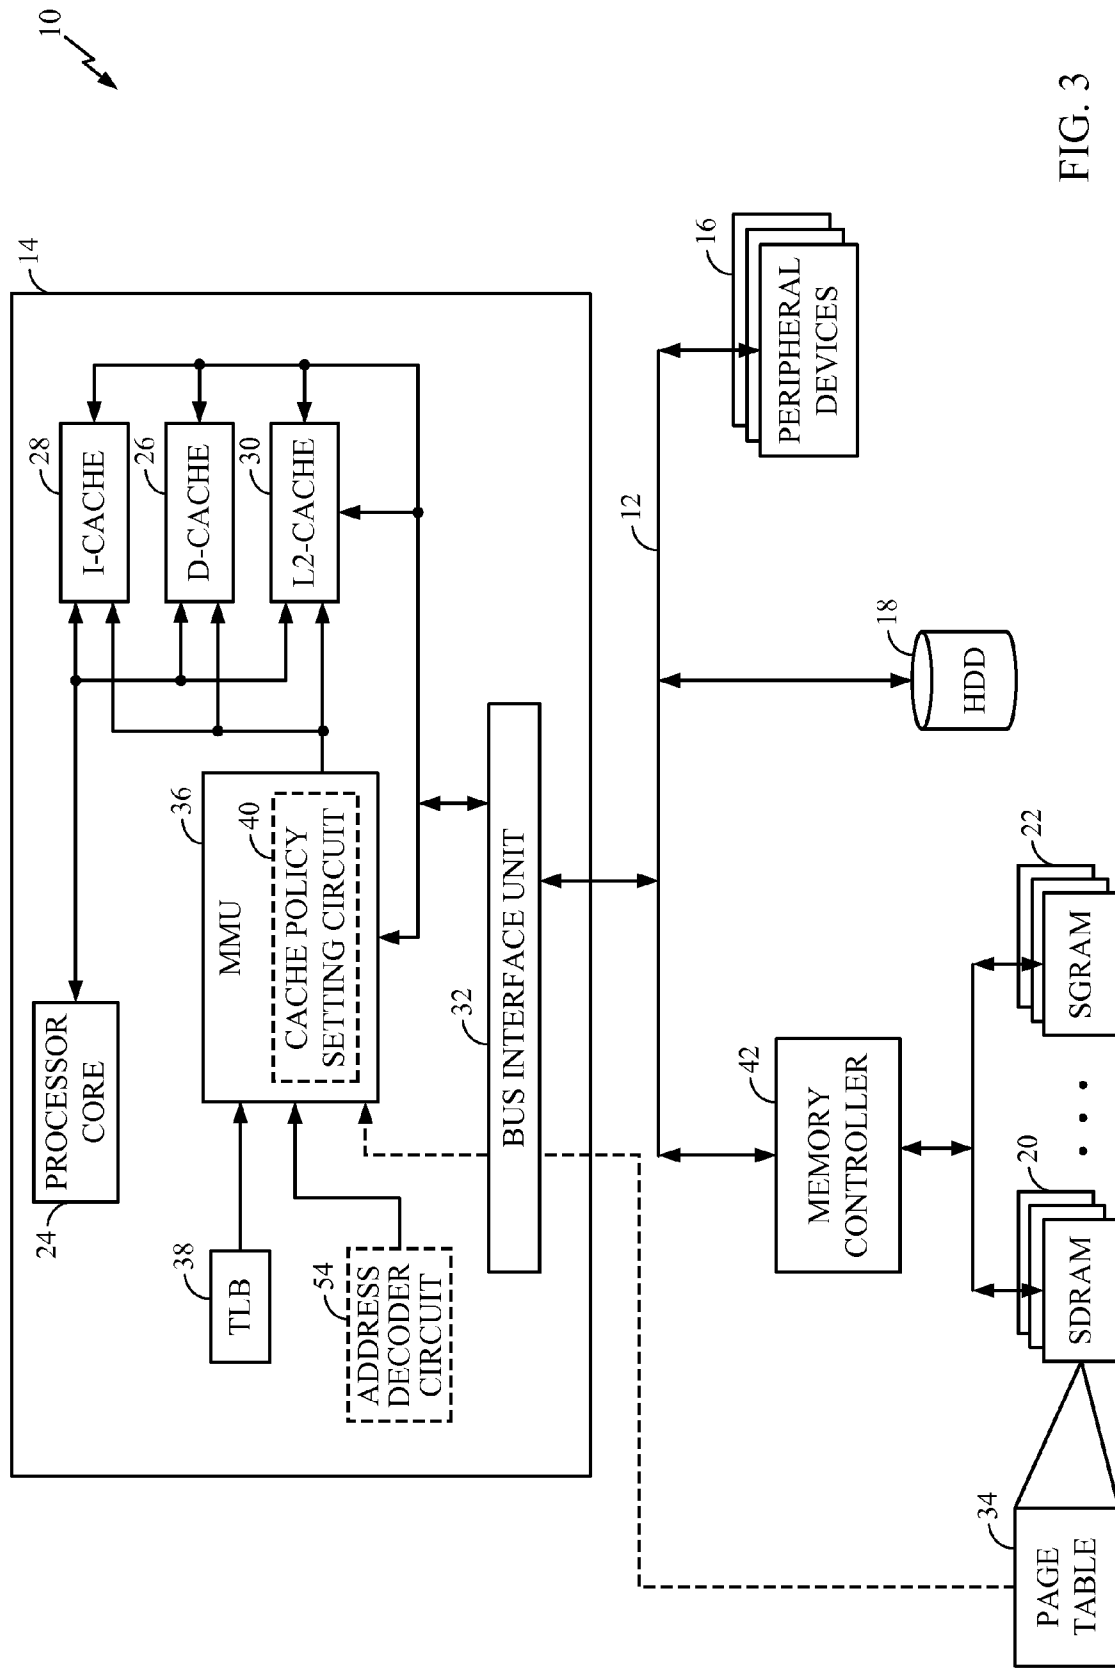 10
14
PROCESSOR
CORE
24
I-CACHE
28
D-CACHE
26
L2-CACHE
30
TLB
38
MMU
36
CACHE POLICY
SETTING CIRCUIT
40
ADDRESS
DECODER
CIRCUIT
54
BUS INTERFACE UNIT
32
12
MEMORY
CONTROLLER
42
HDD
18
PERIPHERAL
DEVICES
16
PAGE
TABLE
34
SDRAM
20
SGRAM
22
FIG. 3